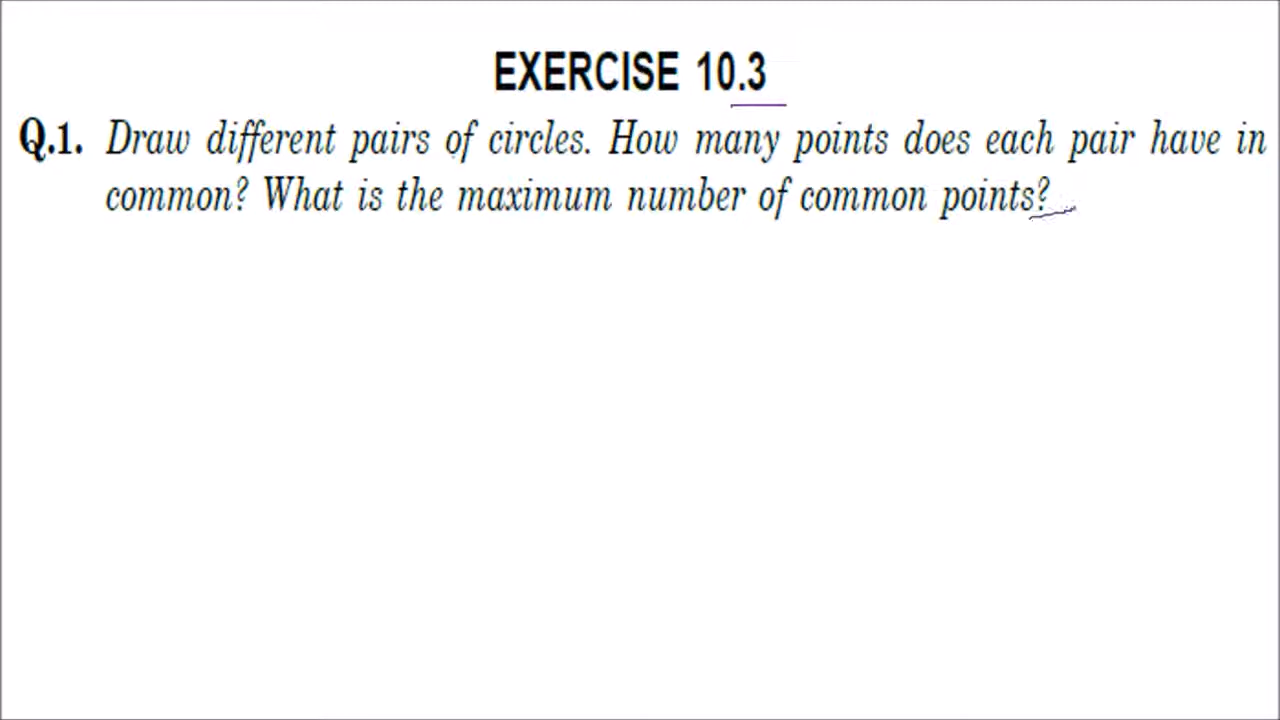 EXERCISE 10.3
Q.1. Draw different pairs of circles. How many points does each pair have in
common? What is the maximum number of common points?